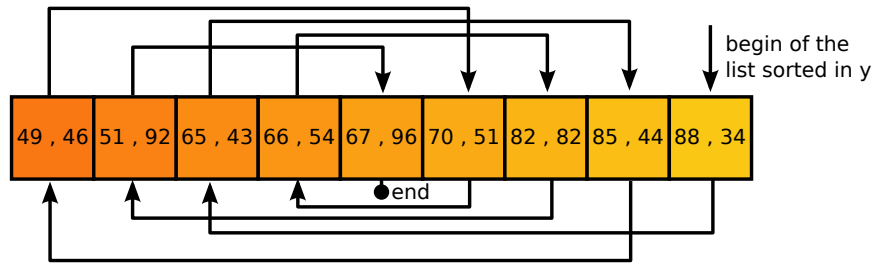 begin of the
list sorted in y
49 , 46 51 , 92 65 , 43 66 , 54 67 , 96 70 , 51 82 , 82 85 , 44 88 , 34
end